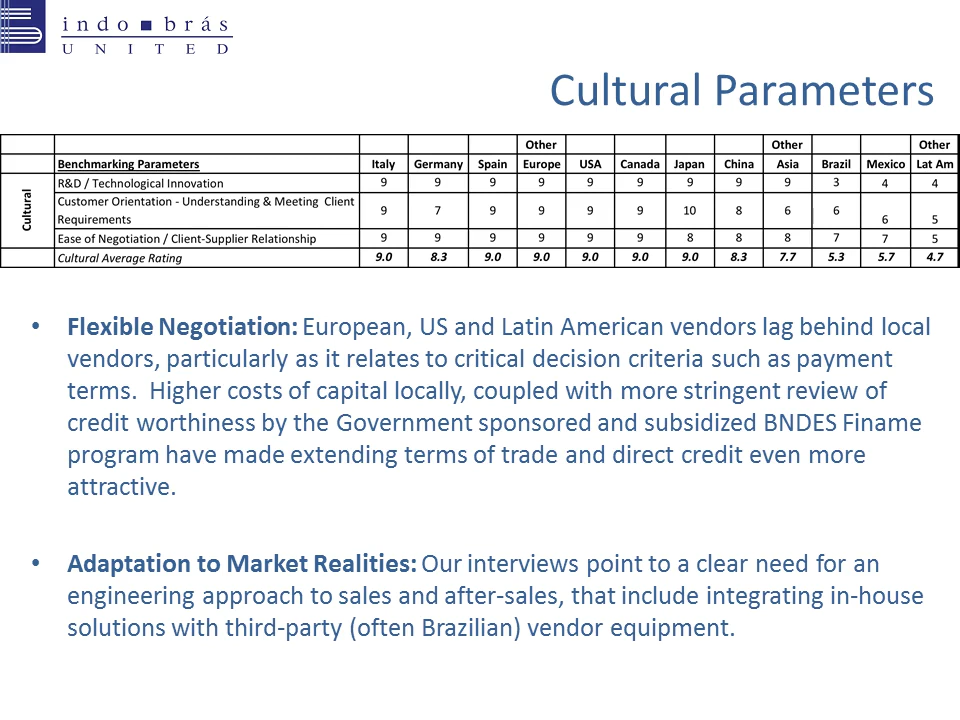 indo brás
UNITED
Cultural Parameters
Other Other Other
Benchmarking Parameters Italy Germany Spain Europe USA Canada Japan China Asia Brazil Mexico Lat Am
Cultural
R&D / Technological Innovation 9 9 9 9 9 9 9 9 9 3 4 4
Customer Orientation - Understanding & Meeting Client
Requirements 9 7 9 9 9 9 10 8 6 6 6 5
Ease of Negotiation / Client-Supplier Relationship 9 9 9 9 9 9 8 8 8 7 7 5
Cultural Average Rating 9.0 8.3 9.0 9.0 9.0 9.0 9.0 8.3 7.7 5.3 5.7 4.7
• Flexible Negotiation: European, US and Latin American vendors lag behind local
vendors, particularly as it relates to critical decision criteria such as payment
terms. Higher costs of capital locally, coupled with more stringent review of
credit worthiness by the Government sponsored and subsidized BNDES Finame
program have made extending terms of trade and direct credit even more
attractive.
• Adaptation to Market Realities: Our interviews point to a clear need for an
engineering approach to sales and after-sales, that include integrating in-house
solutions with third-party (often Brazilian) vendor equipment.